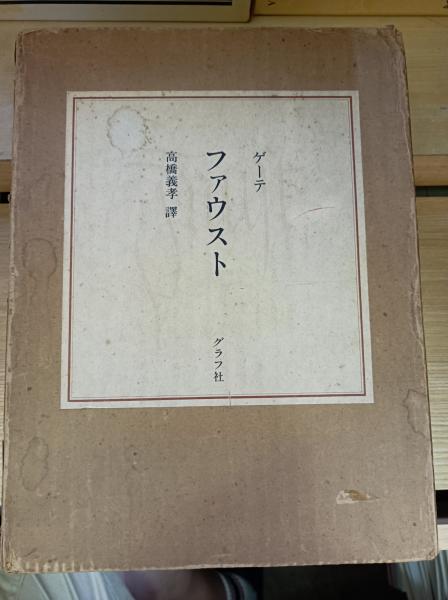 ゲーテ
ファウスト
高橋義孝 譯
グラフ社